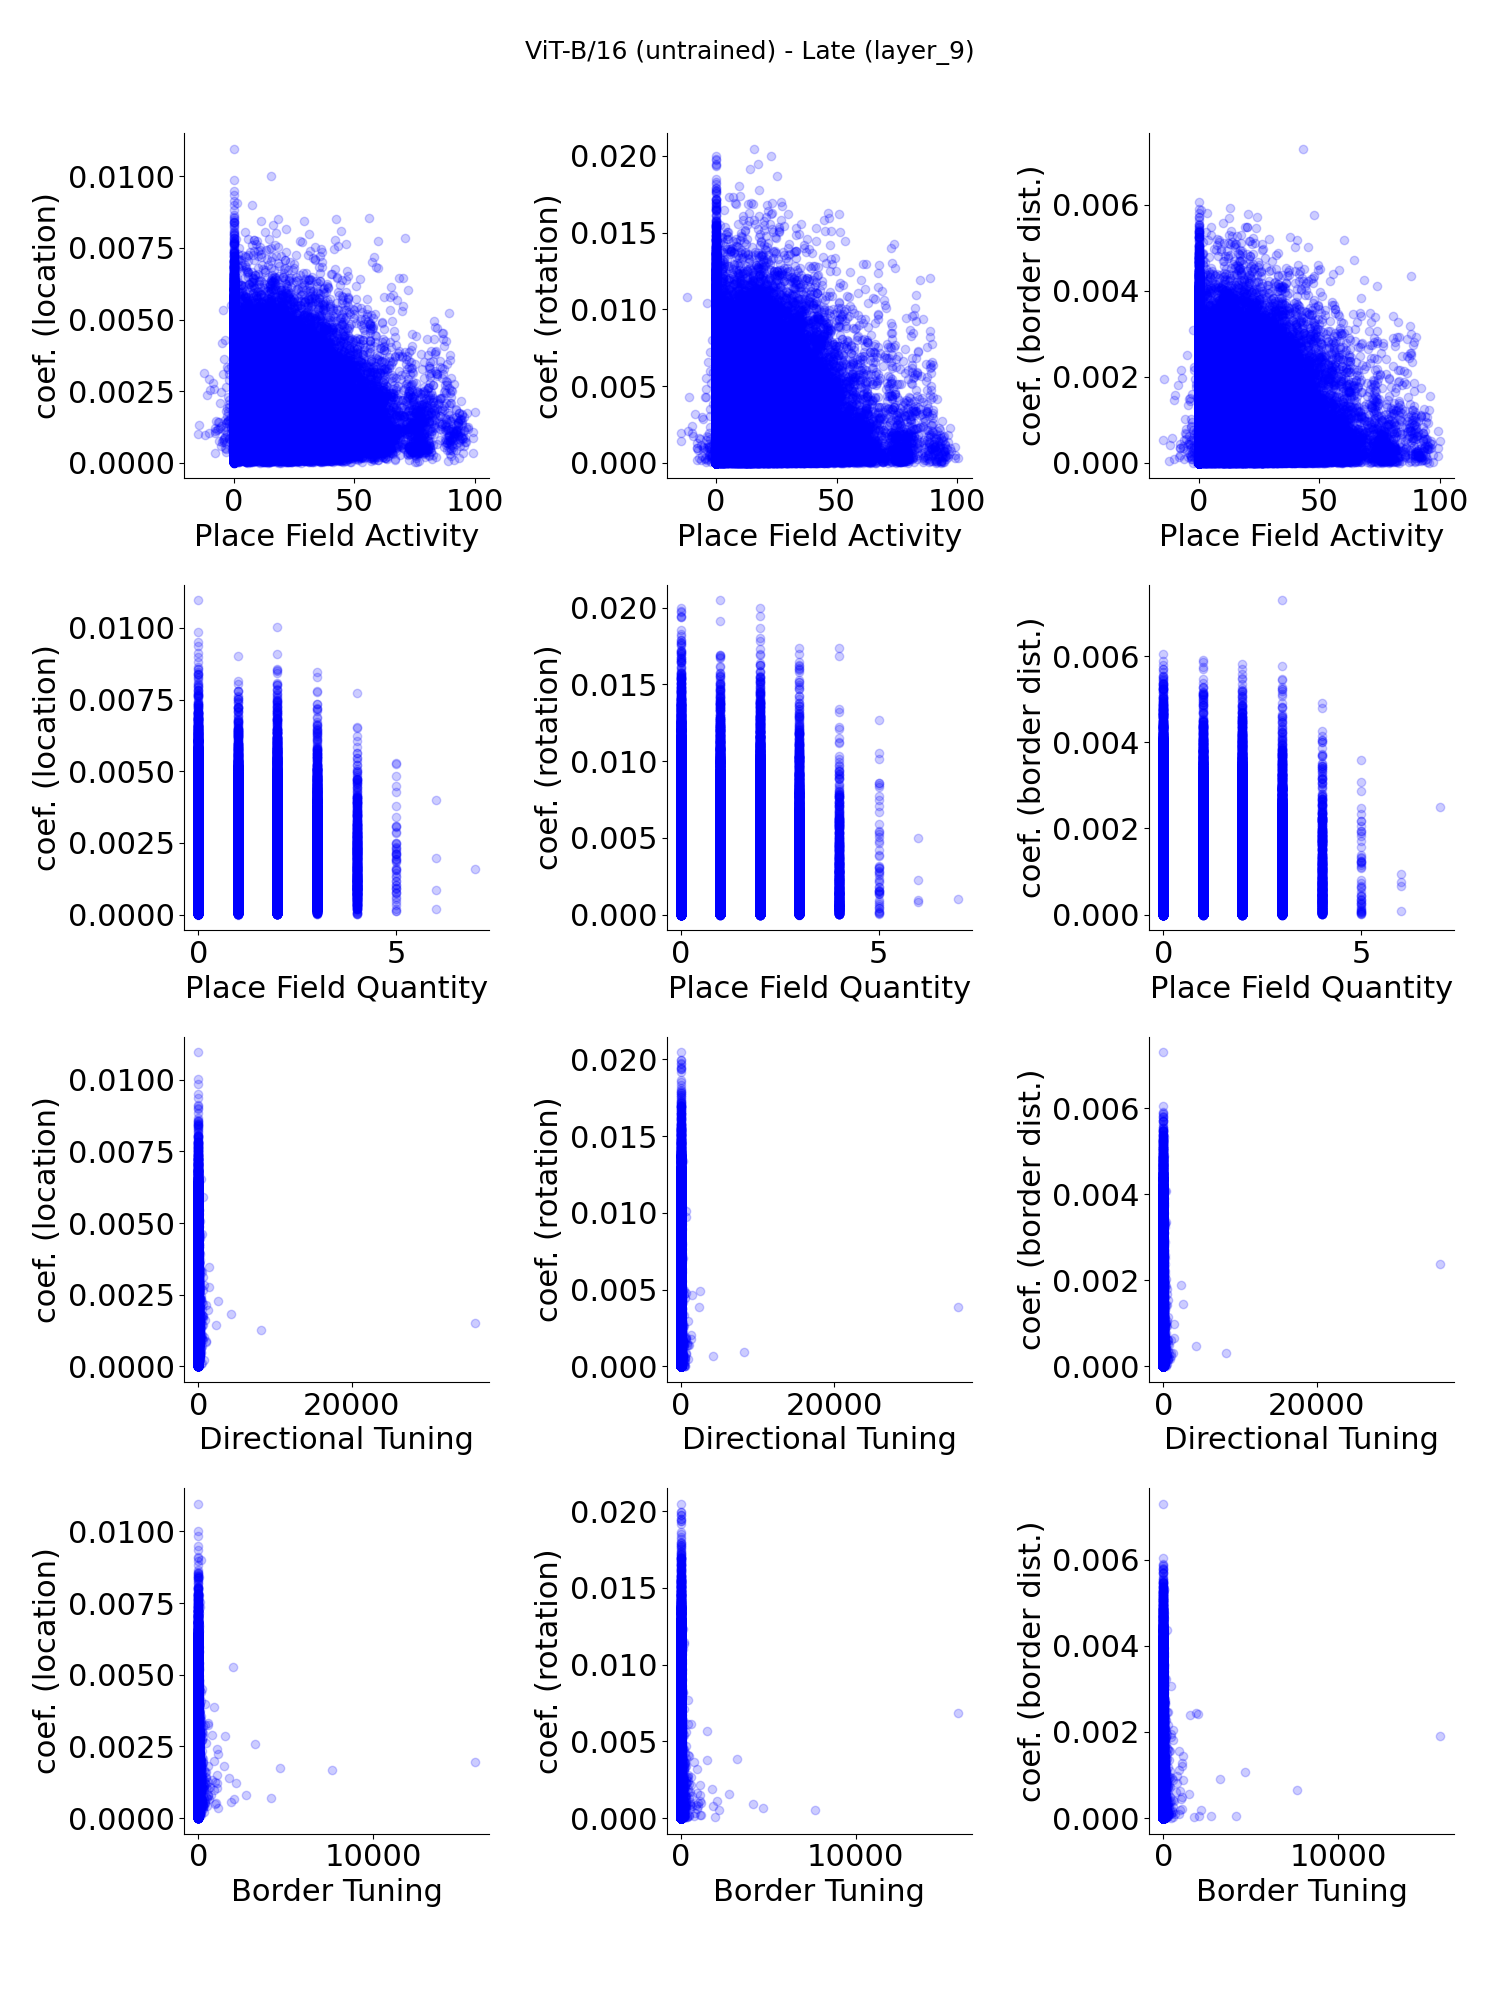 ViT-B/16 (untrained) - Late (layer_9)
coef. (location)
0.0100
0.0075
0.0050
0.0025
0.0000
0 50 100
Place Field Activity
coef. (rotation)
0.020
0.015
0.010
0.005
0.000
0 50 100
Place Field Activity
coef. (border dist.)
0.006
0.004
0.002
0.000
0 50 100
Place Field Activity
coef. (location)
0.0100
0.0075
0.0050
0.0025
0.0000
0 5
Place Field Quantity
coef. (rotation)
0.020
0.015
0.010
0.005
0.000
0 5
Place Field Quantity
coef. (border dist.)
0.006
0.004
0.002
0.000
0 5
Place Field Quantity
coef. (location)
0.0100
0.0075
0.0050
0.0025
0.0000
0 20000
Directional Tuning
coef. (rotation)
0.020
0.015
0.010
0.005
0.000
0 20000
Directional Tuning
coef. (border dist.)
0.006
0.004
0.002
0.000
0 20000
Directional Tuning
coef. (location)
0.0100
0.0075
0.0050
0.0025
0.0000
0 10000
Border Tuning
coef. (rotation)
0.020
0.015
0.010
0.005
0.000
0 10000
Border Tuning
coef. (border dist.)
0.006
0.004
0.002
0.000
0 10000
Border Tuning